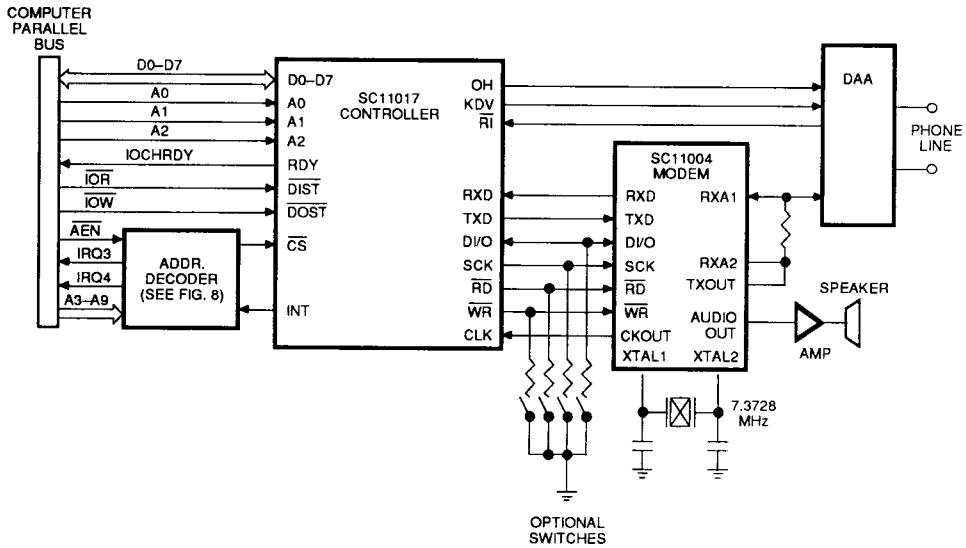 COMPUTER
PARALLEL
BUS
D0–D7
A0
A1
A2
IOCHRDY
IOR
IOW
AEN
IRQ3
IRQ4
A3–A9
ADDR.
DECODER
(SEE FIG. 8)
D0–D7
A0
A1
A2
RDY
DIST
DOST
CS
INT
SC11017
CONTROLLER
OH
KDV
RI
RXD
TXD
DI/O
SCK
RD
WR
CLK
SC11004
MODEM
RXD
TXD
DI/O
SCK
RD
WR
CKOUT
XTAL1
XTAL2
RXA1
RXA2
TXOUT
AUDIO
OUT
DAA
PHONE
LINE
SPEAKER
AMP
7.3728
MHz
OPTIONAL
SWITCHES